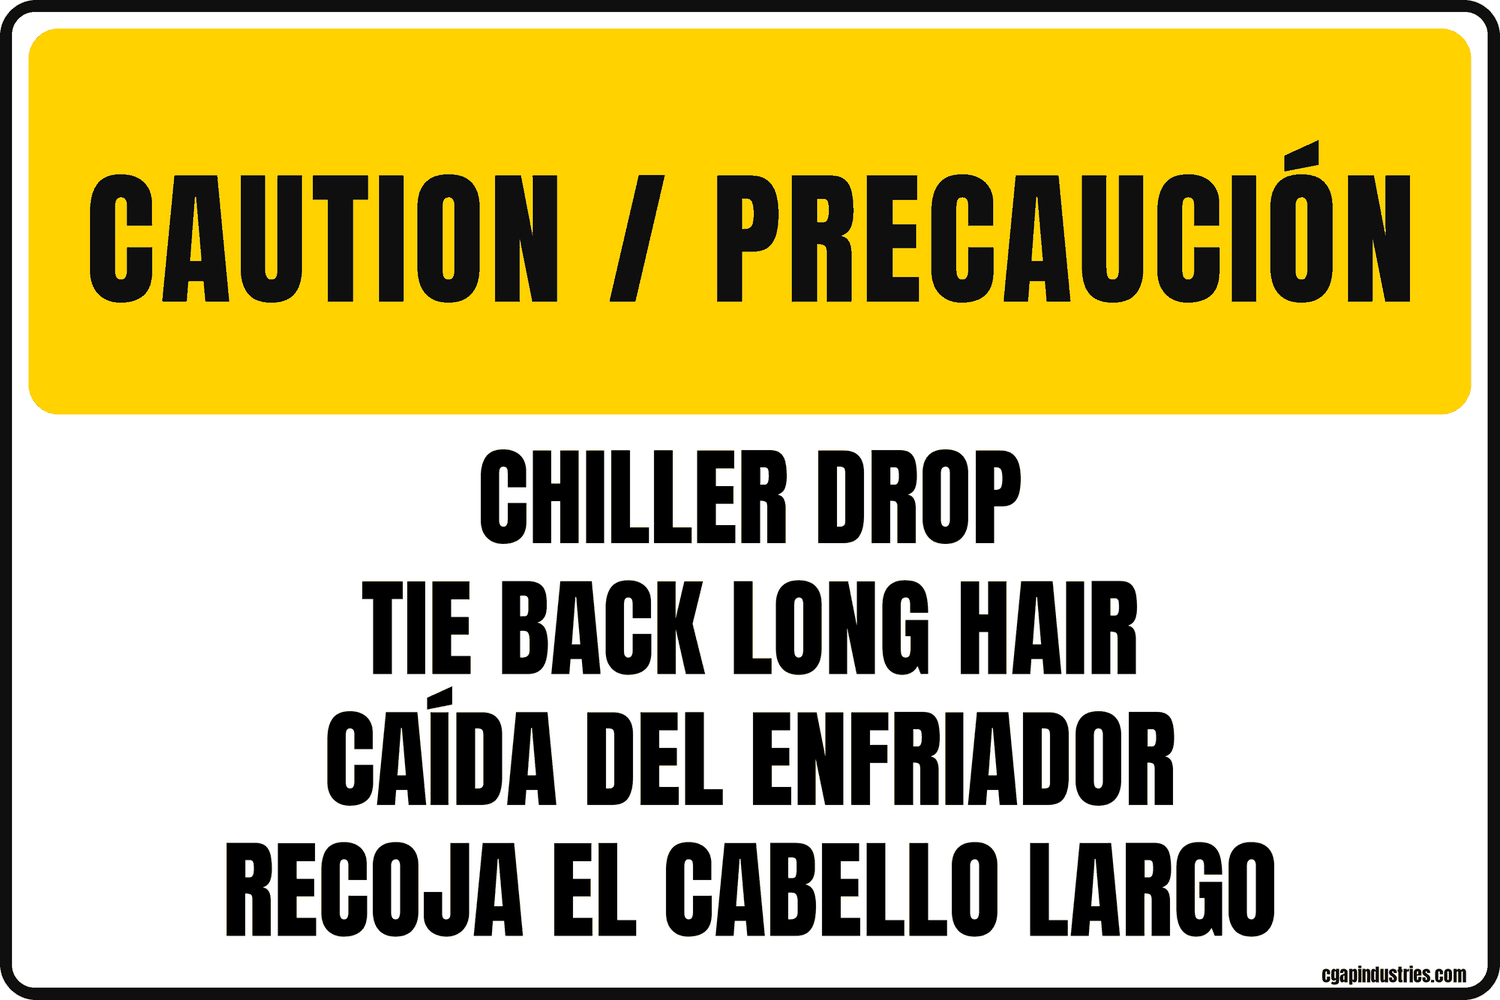 CAUTION / PRECAUCIÓN
CHILLER DROP
TIE BACK LONG HAIR
CAÍDA DEL ENFRIADOR
RECOJA EL CABELLO LARGO
cgapindustries.com